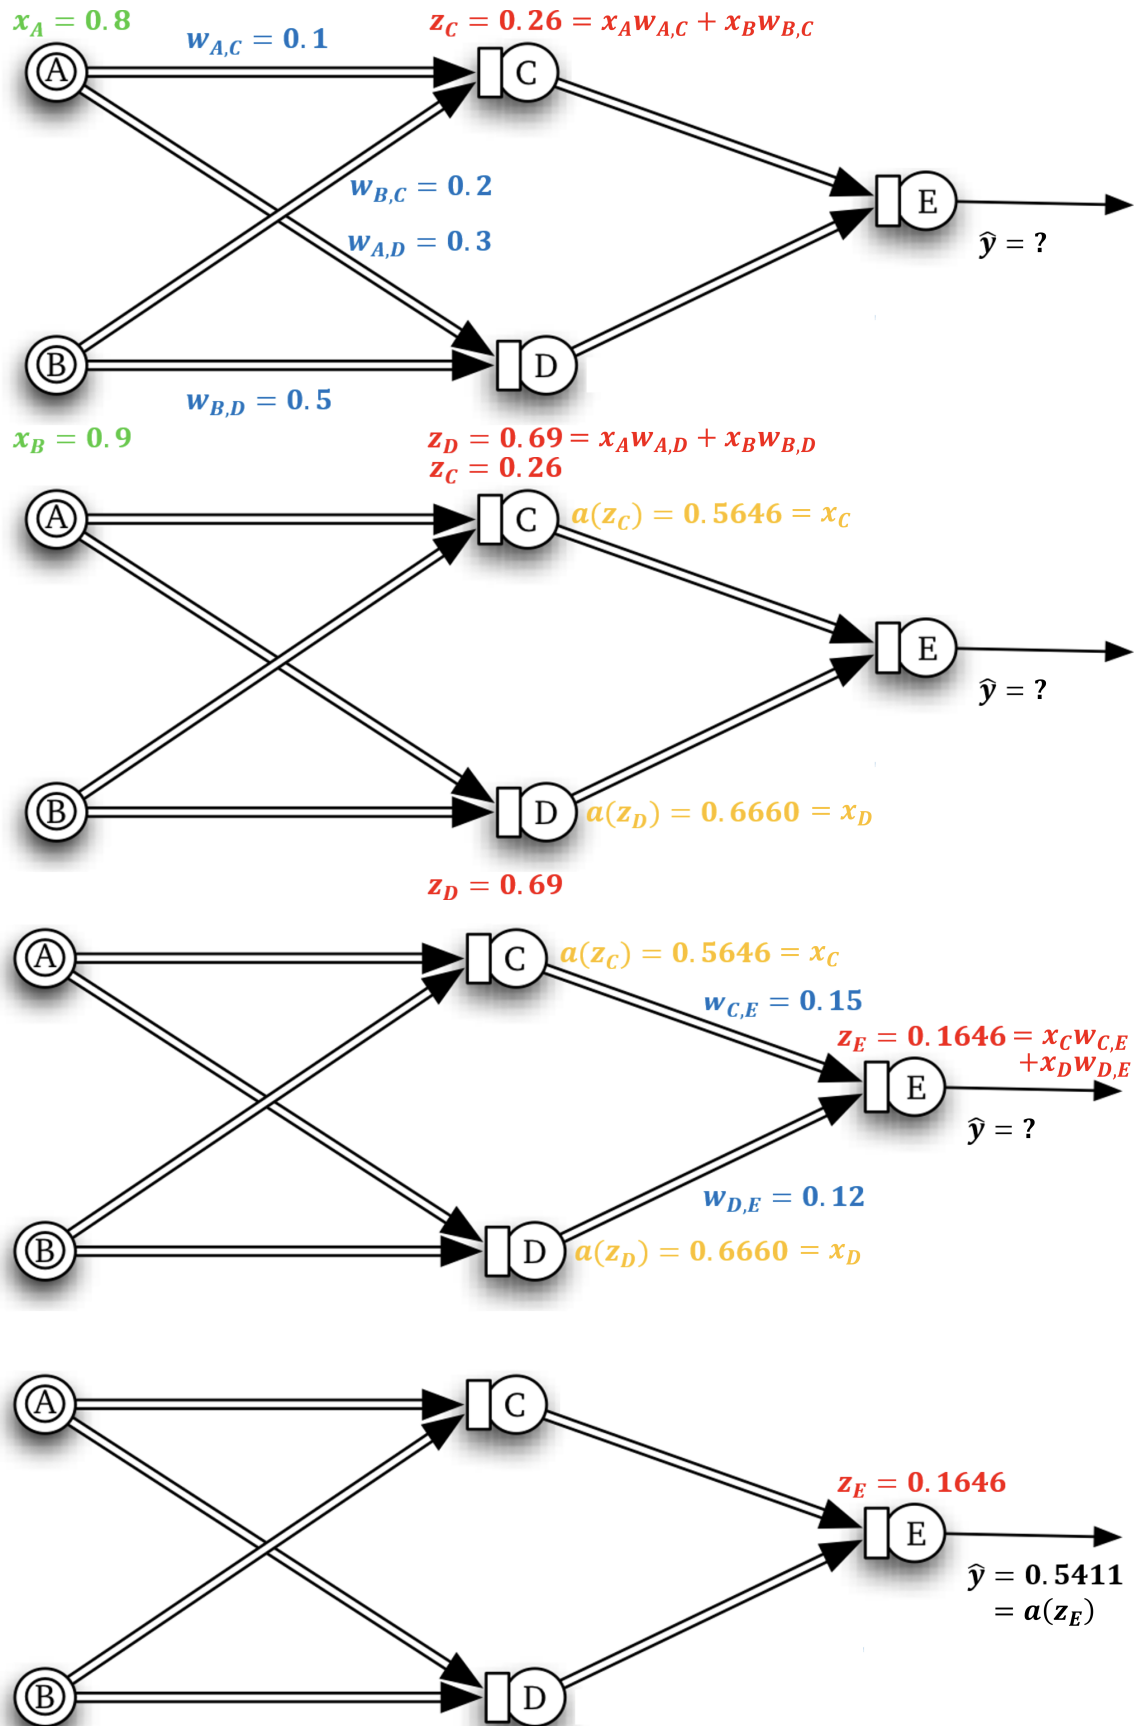 x_A = 0.8
w_{A,C} = 0.1
z_C = 0.26 = x_A w_{A,C} + x_B w_{B,C}
A
C
w_{B,C} = 0.2
E
w_{A,D} = 0.3
ŷ = ?
B
D
w_{B,D} = 0.5
x_B = 0.9
z_D = 0.69 = x_A w_{A,D} + x_B w_{B,D}
z_C = 0.26
A
C
a(z_C) = 0.5646 = x_C
E
ŷ = ?
B
D
a(z_D) = 0.6660 = x_D
z_D = 0.69
A
C
a(z_C) = 0.5646 = x_C
w_{C,E} = 0.15
z_E = 0.1646 = x_C w_{C,E}
+x_D w_{D,E}
E
ŷ = ?
w_{D,E} = 0.12
B
D
a(z_D) = 0.6660 = x_D
A
C
z_E = 0.1646
E
ŷ = 0.5411
= a(z_E)
B
D